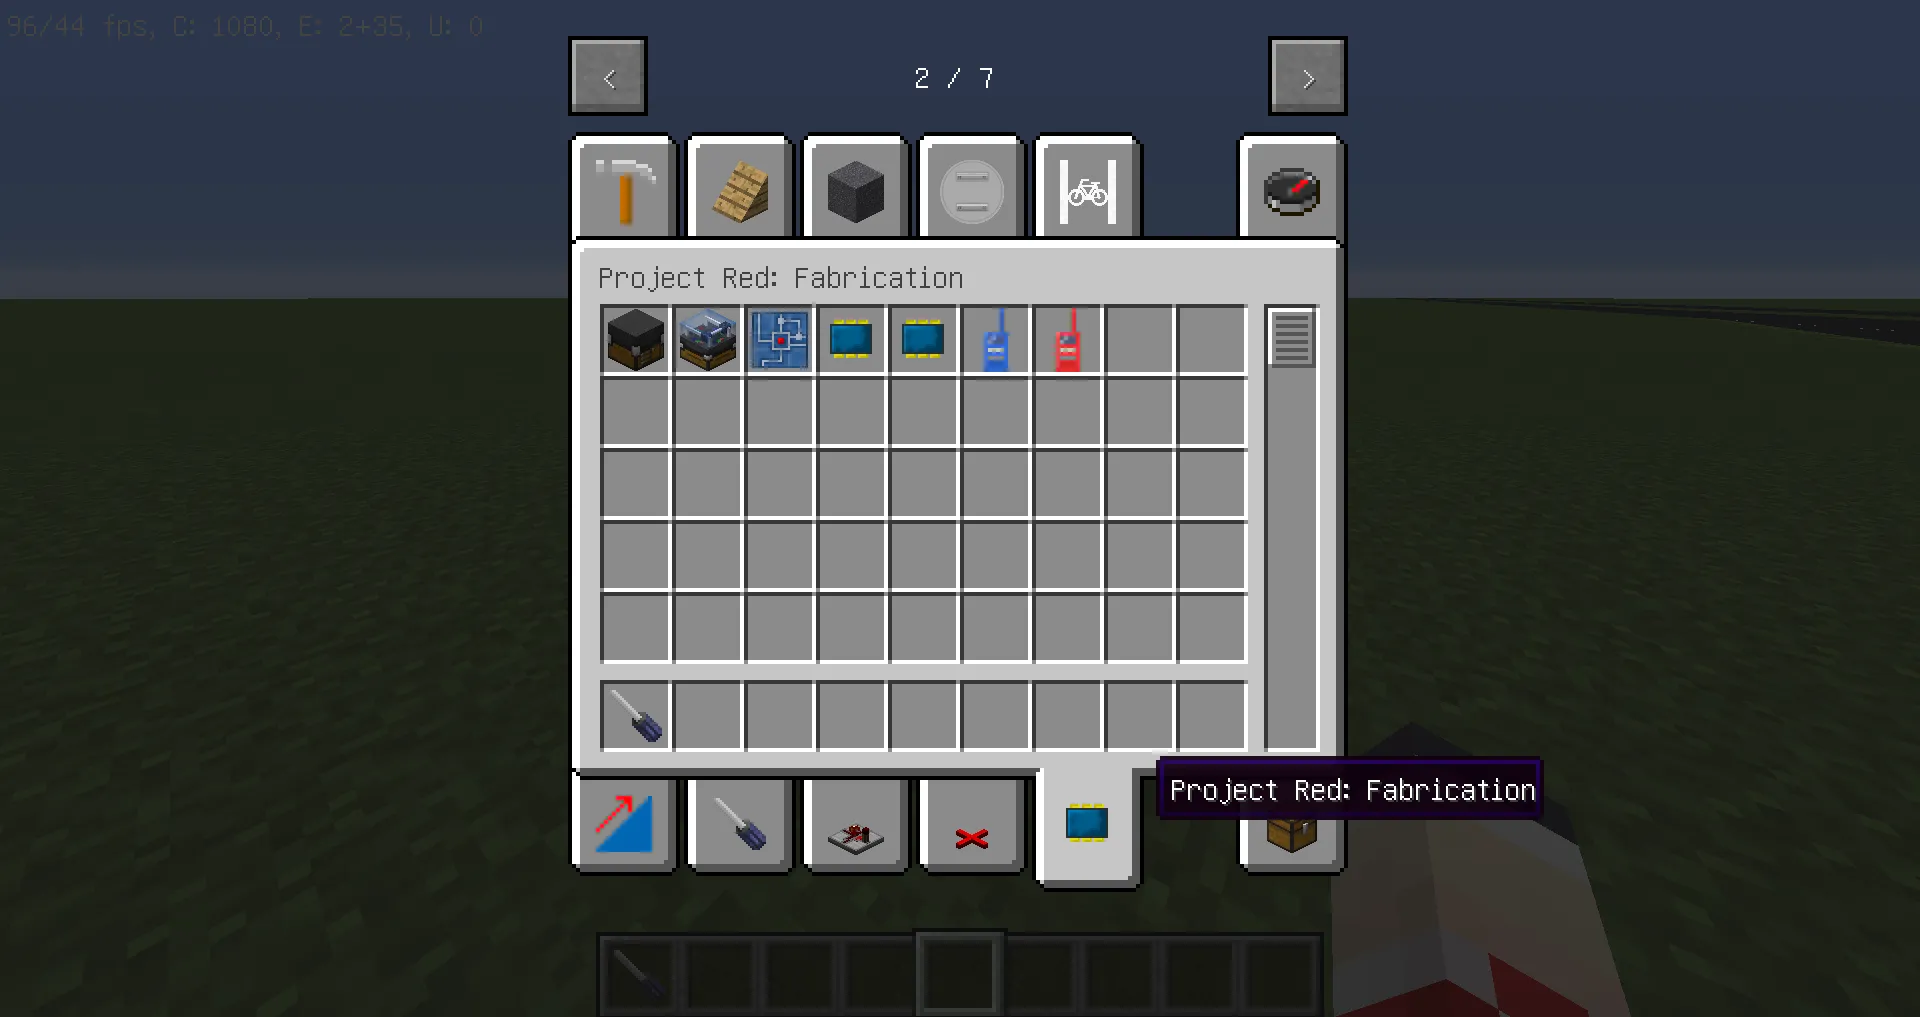 96/44 fps, C: 1080, E: 2+35, U: 0
< 2 / 7 >
Project Red: Fabrication
Project Red: Fabrication